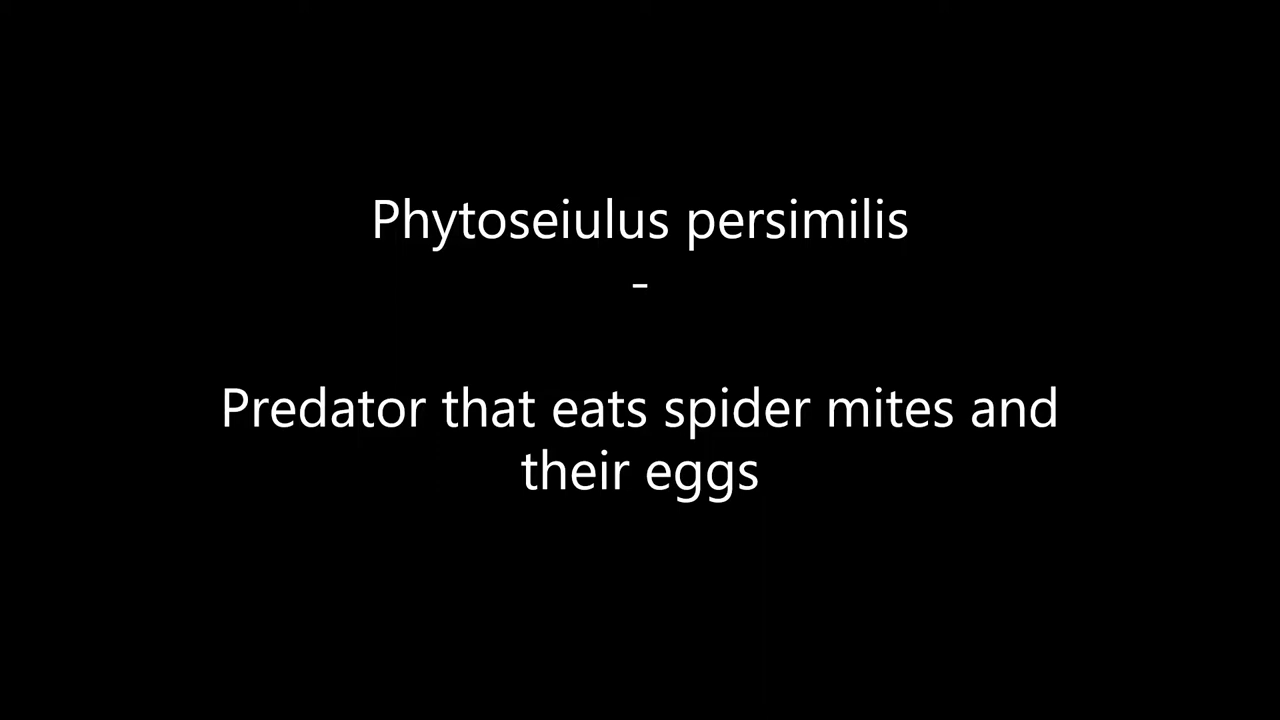 Phytoseiulus persimilis
-
Predator that eats spider mites and
their eggs